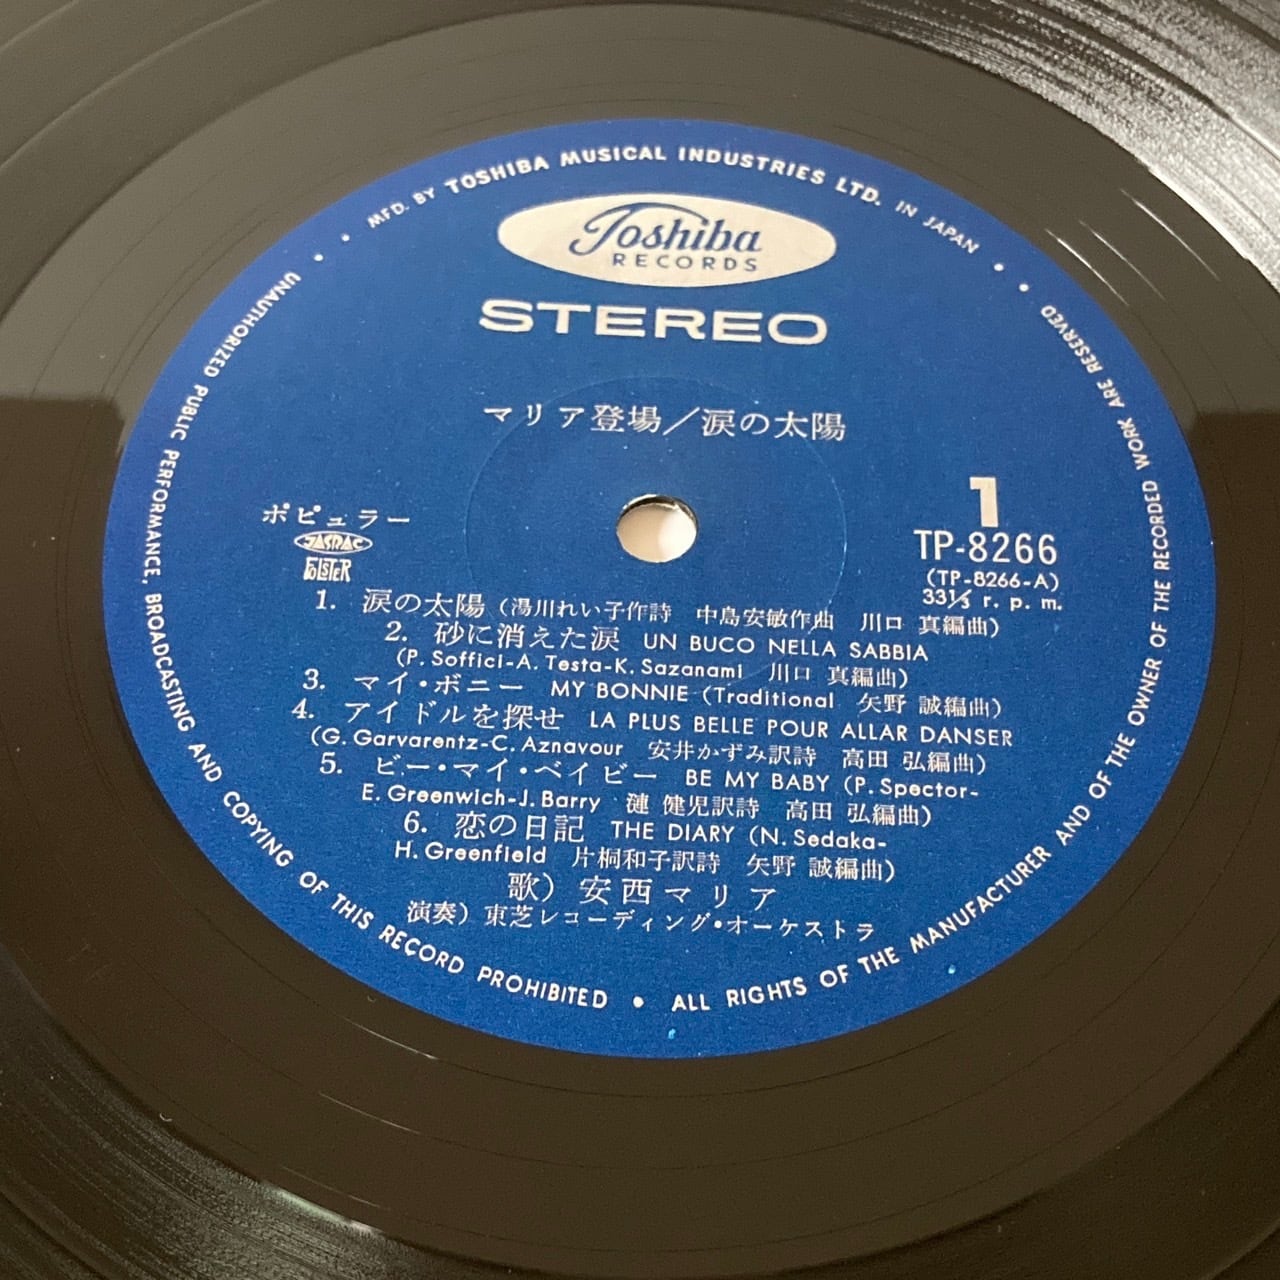 MFD. BY TOSHIBA MUSICAL INDUSTRIES LTD. IN JAPAN
Toshiba
RECORDS
STEREO
マリア登場／涙の太陽
1
TP-8266
(TP-8266-A)
33⅓ r. p. m.
ポピュラー
JASRAC
FOLSTER
1. 涙の太陽 (湯川れい子作詩 中島安敏作曲 川口 真編曲)
2. 砂に消えた涙 UN BUCO NELLA SABBIA
(P. Soffici-A. Testa-K. Sazanami 川口 真編曲)
3. マイ・ボニー MY BONNIE (Traditional 矢野 誠編曲)
4. アイドルを探せ LA PLUS BELLE POUR ALLAR DANSER
(G. Garvarentz-C. Aznavour 安井かずみ訳詩 高田 弘編曲)
5. ビー・マイ・ベイビー BE MY BABY (P. Spector-
E. Greenwich-J. Barry 漣 健児訳詩 高田 弘編曲)
6. 恋の日記 THE DIARY (N. Sedaka-
H. Greenfield 片桐和子訳詩 矢野 誠編曲)
歌) 安西マリア
演奏) 東芝レコーディング・オーケストラ
UNAUTHORIZED PUBLIC PERFORMANCE, BROADCASTING AND COPYING OF THIS RECORD PROHIBITED • ALL RIGHTS OF THE MANUFACTURER AND OF THE OWNER OF THE RECORDED WORK ARE RESERVED